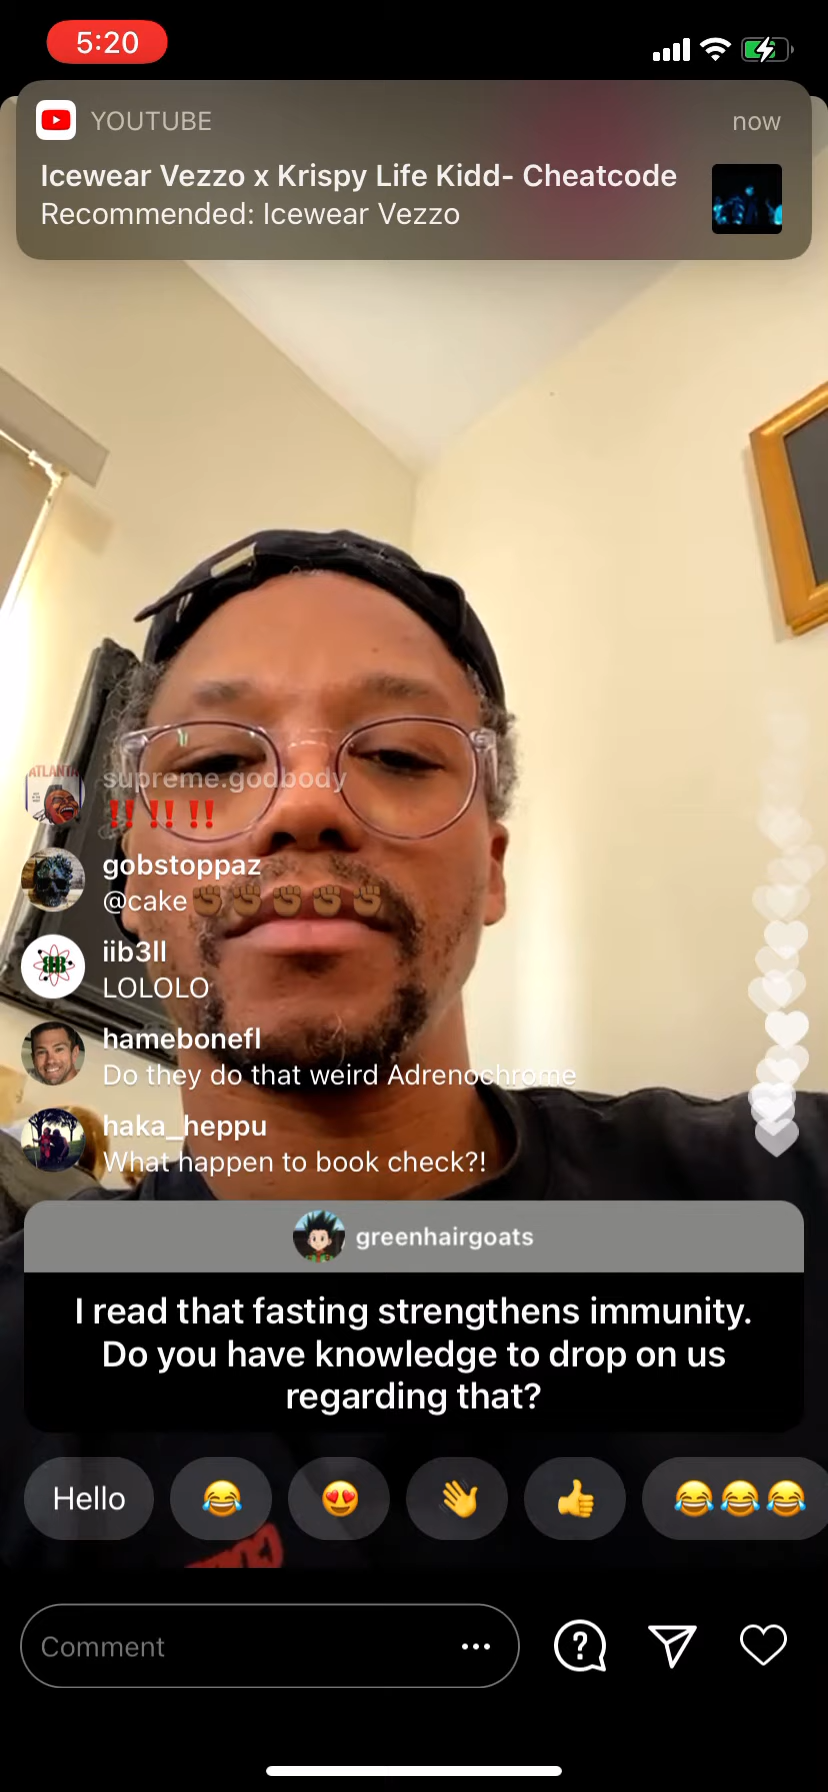 5:20
YOUTUBE
now
Icewear Vezzo x Krispy Life Kidd- Cheatcode
Recommended: Icewear Vezzo
ATLANTA
supreme.godbody
‼️ ‼️ ‼️
gobstoppaz
@cake✊🏾✊🏾✊🏾✊🏾✊🏾
iib3ll
LOLOLO
hamebonefl
Do they do that weird Adrenochrome
haka_heppu
What happen to book check?!
greenhairgoats
I read that fasting strengthens immunity.
Do you have knowledge to drop on us
regarding that?
Hello 😂 😍 👋 👍 😂😂😂
Comment